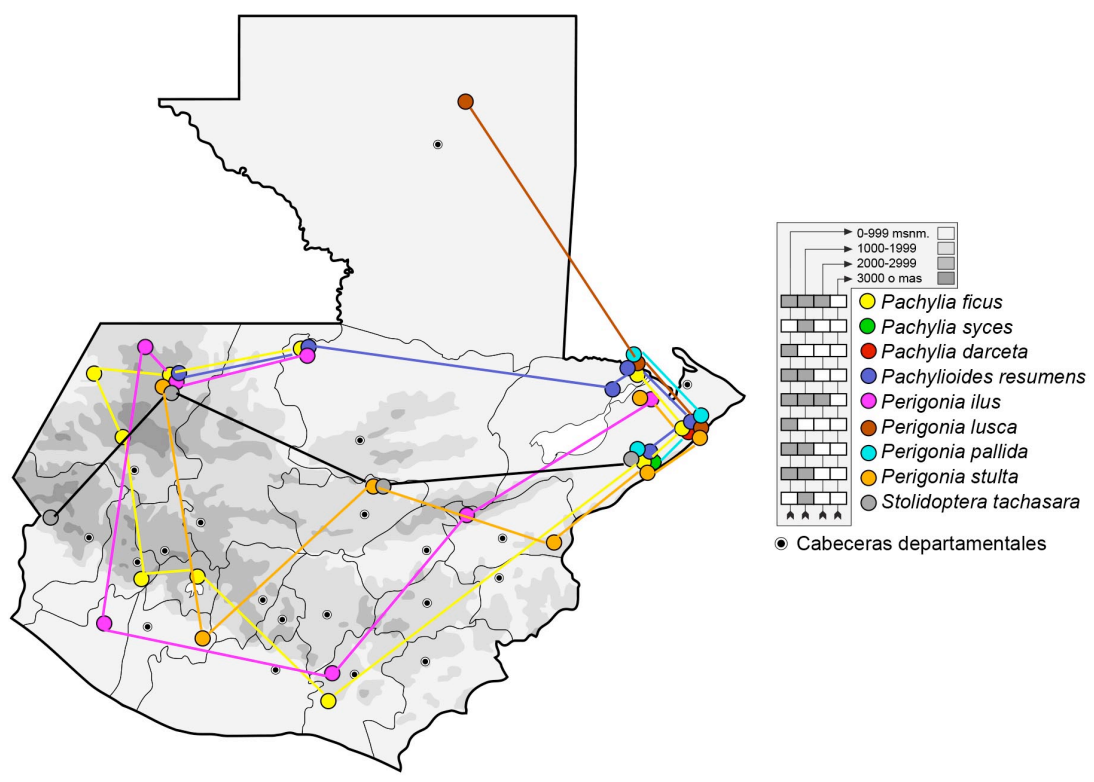 0-999 msnm.
1000-1999
2000-2999
3000 o mas
Pachylia ficus
Pachylia syces
Pachylia darceta
Pachylioides resumens
Perigonia ilus
Perigonia lusca
Perigonia pallida
Perigonia stulta
Stolidoptera tachasara
Cabeceras departamentales